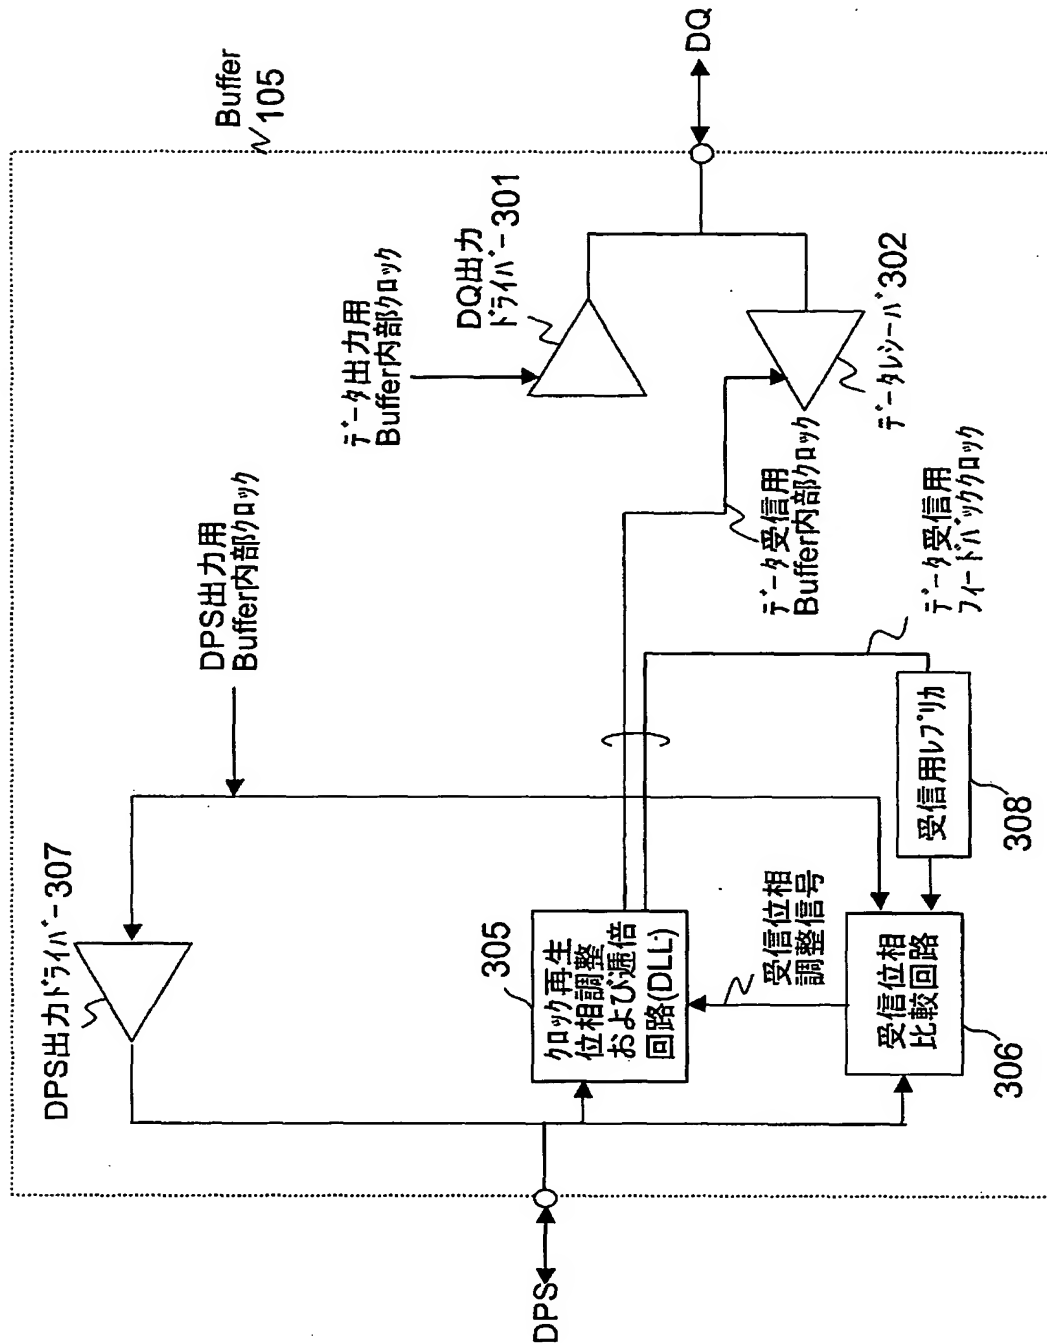 Buffer
105
DQ
DQ出力
ドライバー301
データ出力用
Buffer内部クロック
データレシーバ302
データ受信用
Buffer内部クロック
データ受信用
フィードバッククロック
DPS出力用
Buffer内部クロック
DPS出力ドライバー307
305
クロック再生
位相調整
および逓倍
回路(DLL)
受信位相
調整信号
受信位相
比較回路
306
受信用レプリカ
308
DPS